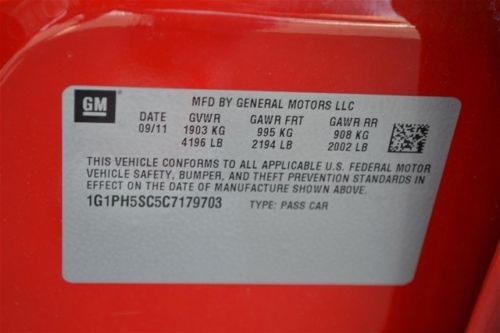 GM
MFD BY GENERAL MOTORS LLC
DATE GVWR GAWR FRT GAWR RR
09/11 1903 KG 995 KG 908 KG
4196 LB 2194 LB 2002 LB
THIS VEHICLE CONFORMS TO ALL APPLICABLE U.S. FEDERAL MOTOR
VEHICLE SAFETY, BUMPER, AND THEFT PREVENTION STANDARDS IN
EFFECT ON THE DATE OF MANUFACTURE SHOWN ABOVE.
1G1PH5SC5C7179703 TYPE: PASS CAR